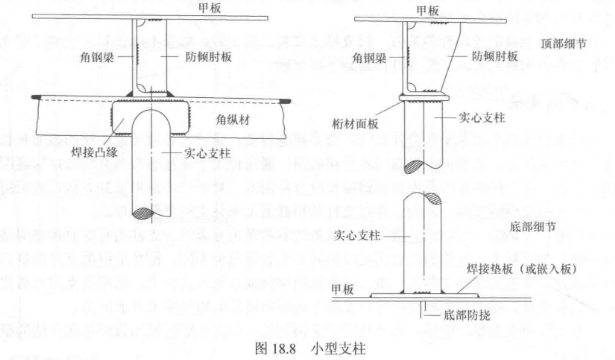 甲板
角钢梁
防倾肘板
角纵材
焊接凸缘
实心支柱
甲板
顶部细节
角钢梁
防倾肘板
桁材面板
实心支柱
实心支柱
底部细节
焊接垫板（或嵌入板）
甲板
底部防挠
图 18.8 小型支柱